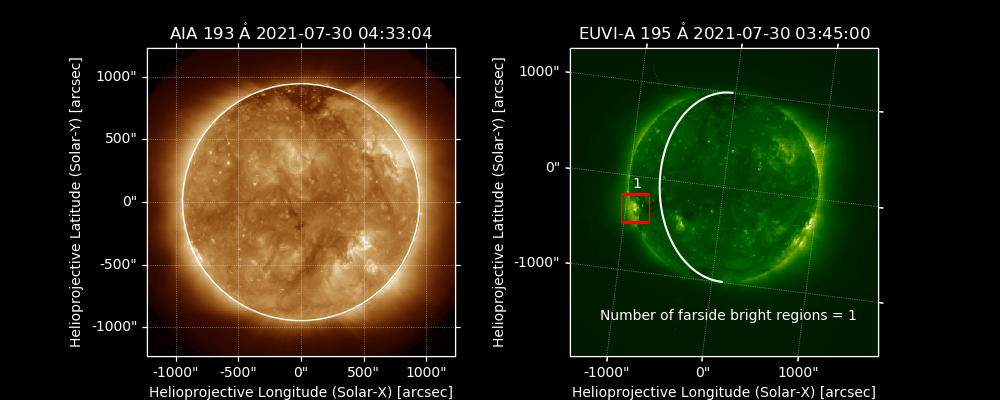 AIA 193 Å 2021-07-30 04:33:04
1000"
500"
0"
-500"
-1000"
-1000" -500" 0" 500" 1000"
Helioprojective Longitude (Solar-X) [arcsec]
Helioprojective Latitude (Solar-Y) [arcsec]
EUVI-A 195 Å 2021-07-30 03:45:00
1000"
0"
-1000"
1
Number of farside bright regions = 1
-1000" 0" 1000"
Helioprojective Longitude (Solar-X) [arcsec]
Helioprojective Latitude (Solar-Y) [arcsec]